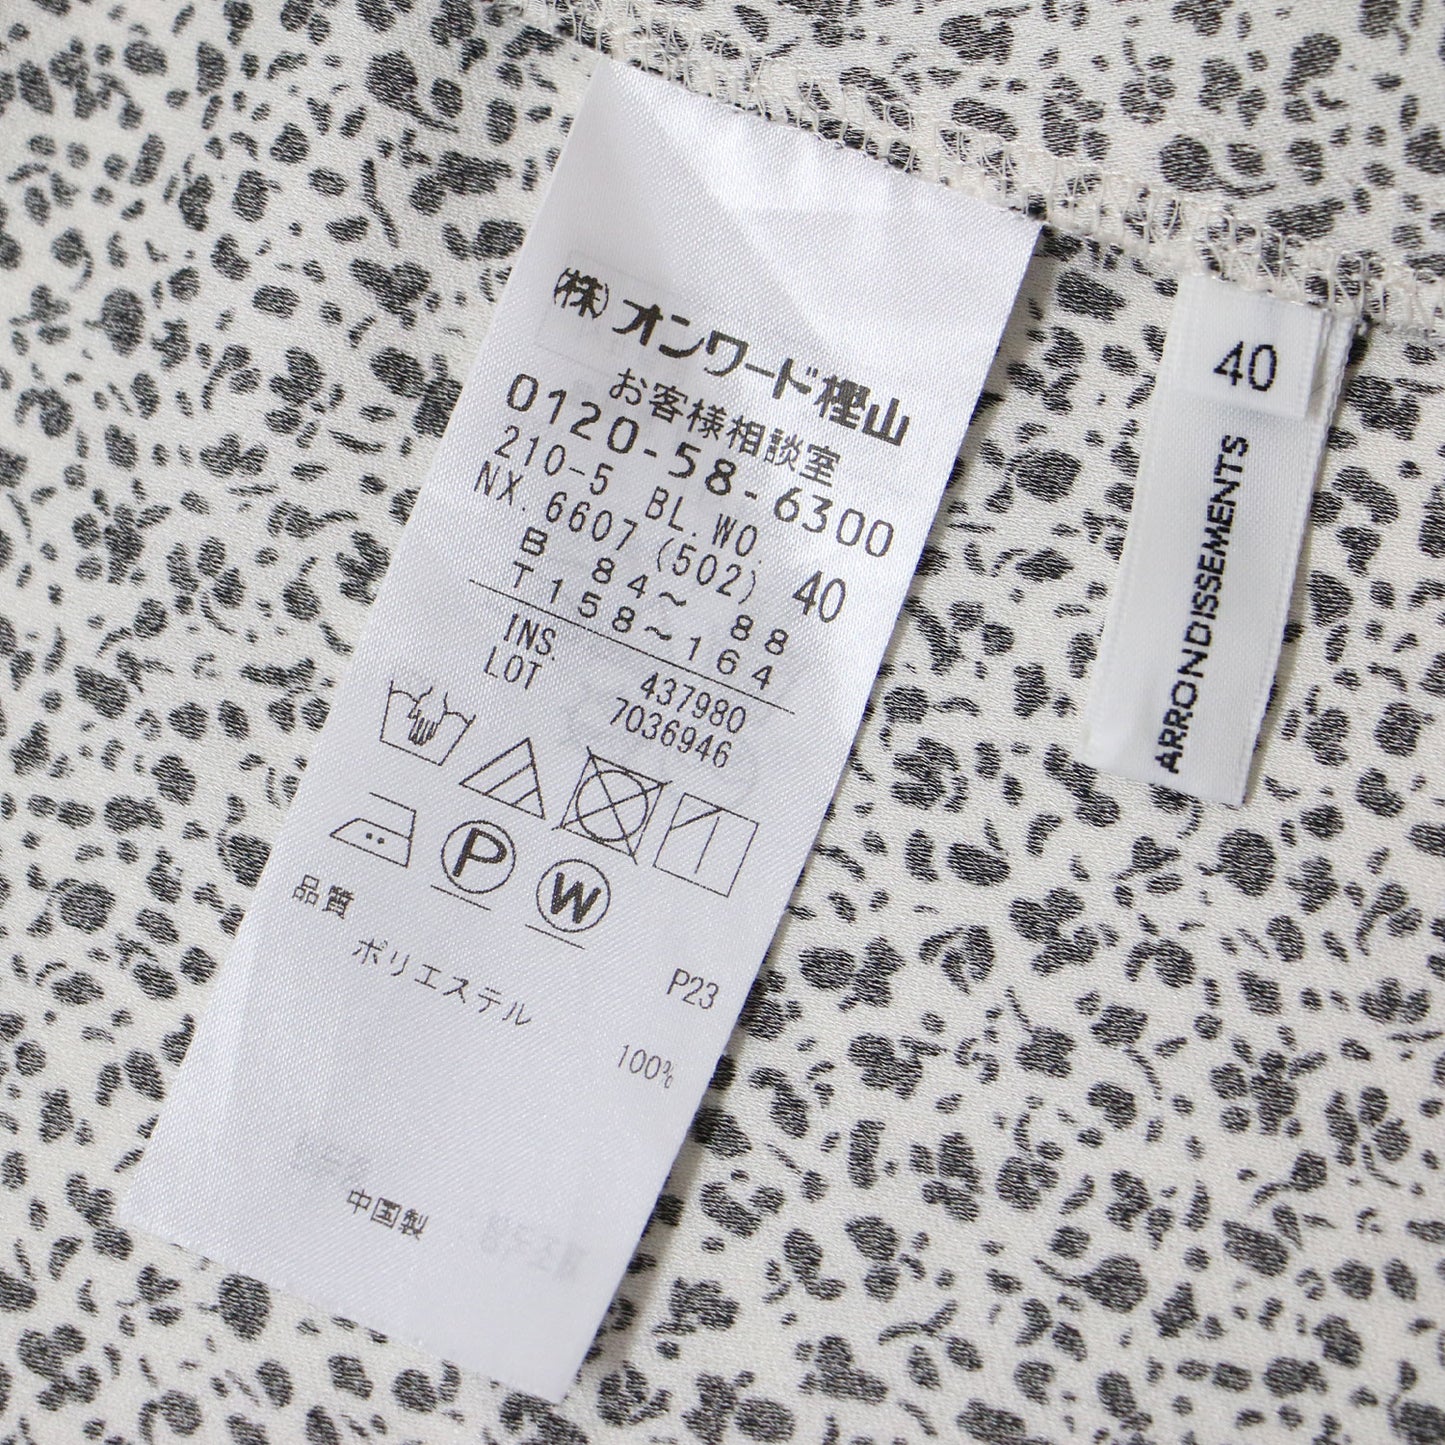 ㈱オンワード樫山
お客様相談室
0120-58-6300
210-5 BL.WO.
NX.6607(502) 40
B 84～ 88
T158～164
INS. 437980
LOT 7036946
P
W
品質 P23
ポリエステル 100%
中国製
40
ARRONDISSEMENTS